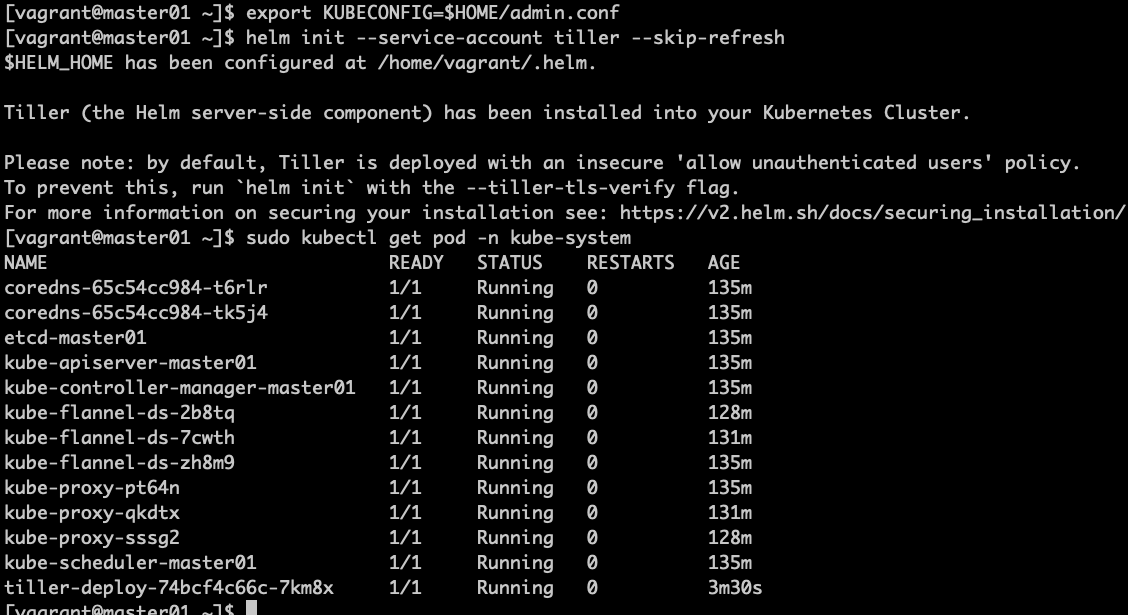 [vagrant@master01 ~]$ export KUBECONFIG=$HOME/admin.conf
[vagrant@master01 ~]$ helm init --service-account tiller --skip-refresh
$HELM_HOME has been configured at /home/vagrant/.helm.
Tiller (the Helm server-side component) has been installed into your Kubernetes Cluster.
Please note: by default, Tiller is deployed with an insecure 'allow unauthenticated users' policy.
To prevent this, run `helm init` with the --tiller-tls-verify flag.
For more information on securing your installation see: https://v2.helm.sh/docs/securing_installation/
[vagrant@master01 ~]$ sudo kubectl get pod -n kube-system
NAME READY STATUS RESTARTS AGE
coredns-65c54cc984-t6rlr 1/1 Running 0 135m
coredns-65c54cc984-tk5j4 1/1 Running 0 135m
etcd-master01 1/1 Running 0 135m
kube-apiserver-master01 1/1 Running 0 135m
kube-controller-manager-master01 1/1 Running 0 135m
kube-flannel-ds-2b8tq 1/1 Running 0 128m
kube-flannel-ds-7cwth 1/1 Running 0 131m
kube-flannel-ds-zh8m9 1/1 Running 0 135m
kube-proxy-pt64n 1/1 Running 0 135m
kube-proxy-qkdtx 1/1 Running 0 131m
kube-proxy-sssg2 1/1 Running 0 128m
kube-scheduler-master01 1/1 Running 0 135m
tiller-deploy-74bcf4c66c-7km8x 1/1 Running 0 3m30s
[vagrant@master01 ~]$